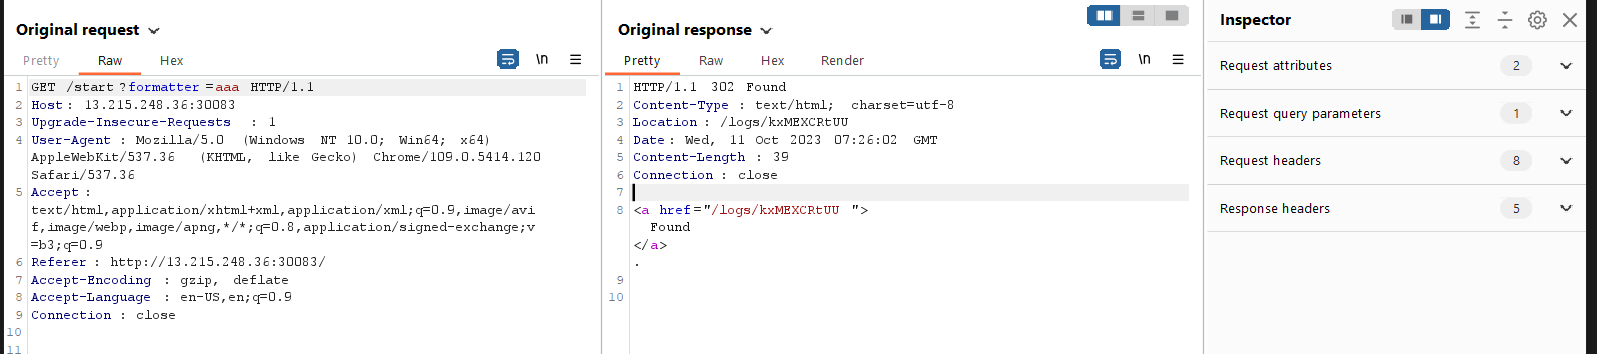 Original request
Pretty Raw Hex
\n
1 GET /start?formatter=aaa HTTP/1.1
2 Host: 13.215.248.36:30083
3 Upgrade-Insecure-Requests : 1
4 User-Agent: Mozilla/5.0 (Windows NT 10.0; Win64; x64)
AppleWebKit/537.36 (KHTML, like Gecko) Chrome/109.0.5414.120
Safari/537.36
5 Accept:
text/html,application/xhtml+xml,application/xml;q=0.9,image/avi
f,image/webp,image/apng,*/*;q=0.8,application/signed-exchange;v
=b3;q=0.9
6 Referer: http://13.215.248.36:30083/
7 Accept-Encoding : gzip, deflate
8 Accept-Language : en-US,en;q=0.9
9 Connection: close
10
11
Original response
Pretty Raw Hex Render
\n
1 HTTP/1.1 302 Found
2 Content-Type: text/html; charset=utf-8
3 Location: /logs/kxMEXCRtUU
4 Date: Wed, 11 Oct 2023 07:26:02 GMT
5 Content-Length: 39
6 Connection: close
7
8 <a href="/logs/kxMEXCRtUU ">
Found
</a>
.
9
10
Inspector
Request attributes 2
Request query parameters 1
Request headers 8
Response headers 5